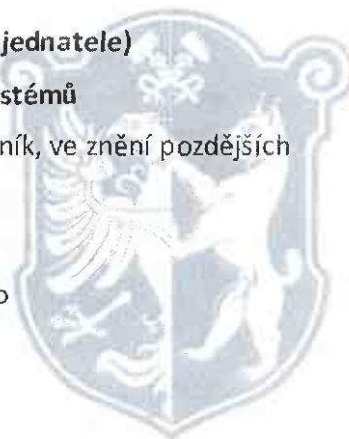 jednatele)
stémů
ník, ve znění pozdějších
o